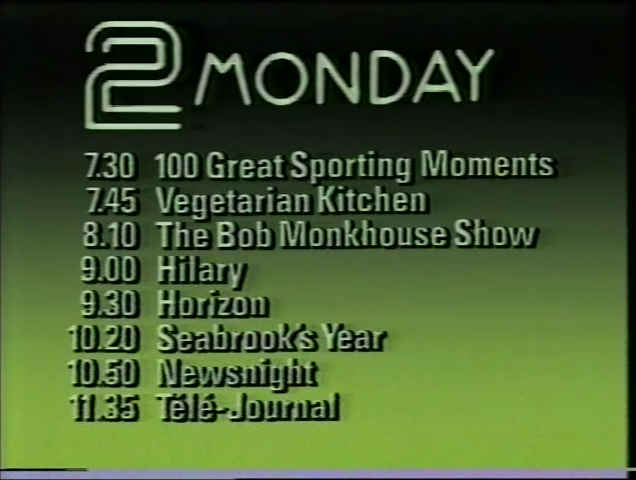 2 MONDAY
7.30 100 Great Sporting Moments
7.45 Vegetarian Kitchen
8.10 The Bob Monkhouse Show
9.00 Hilary
9.30 Horizon
10.20 Seabrook's Year
10.50 Newsnight
11.35 Télé-Journal